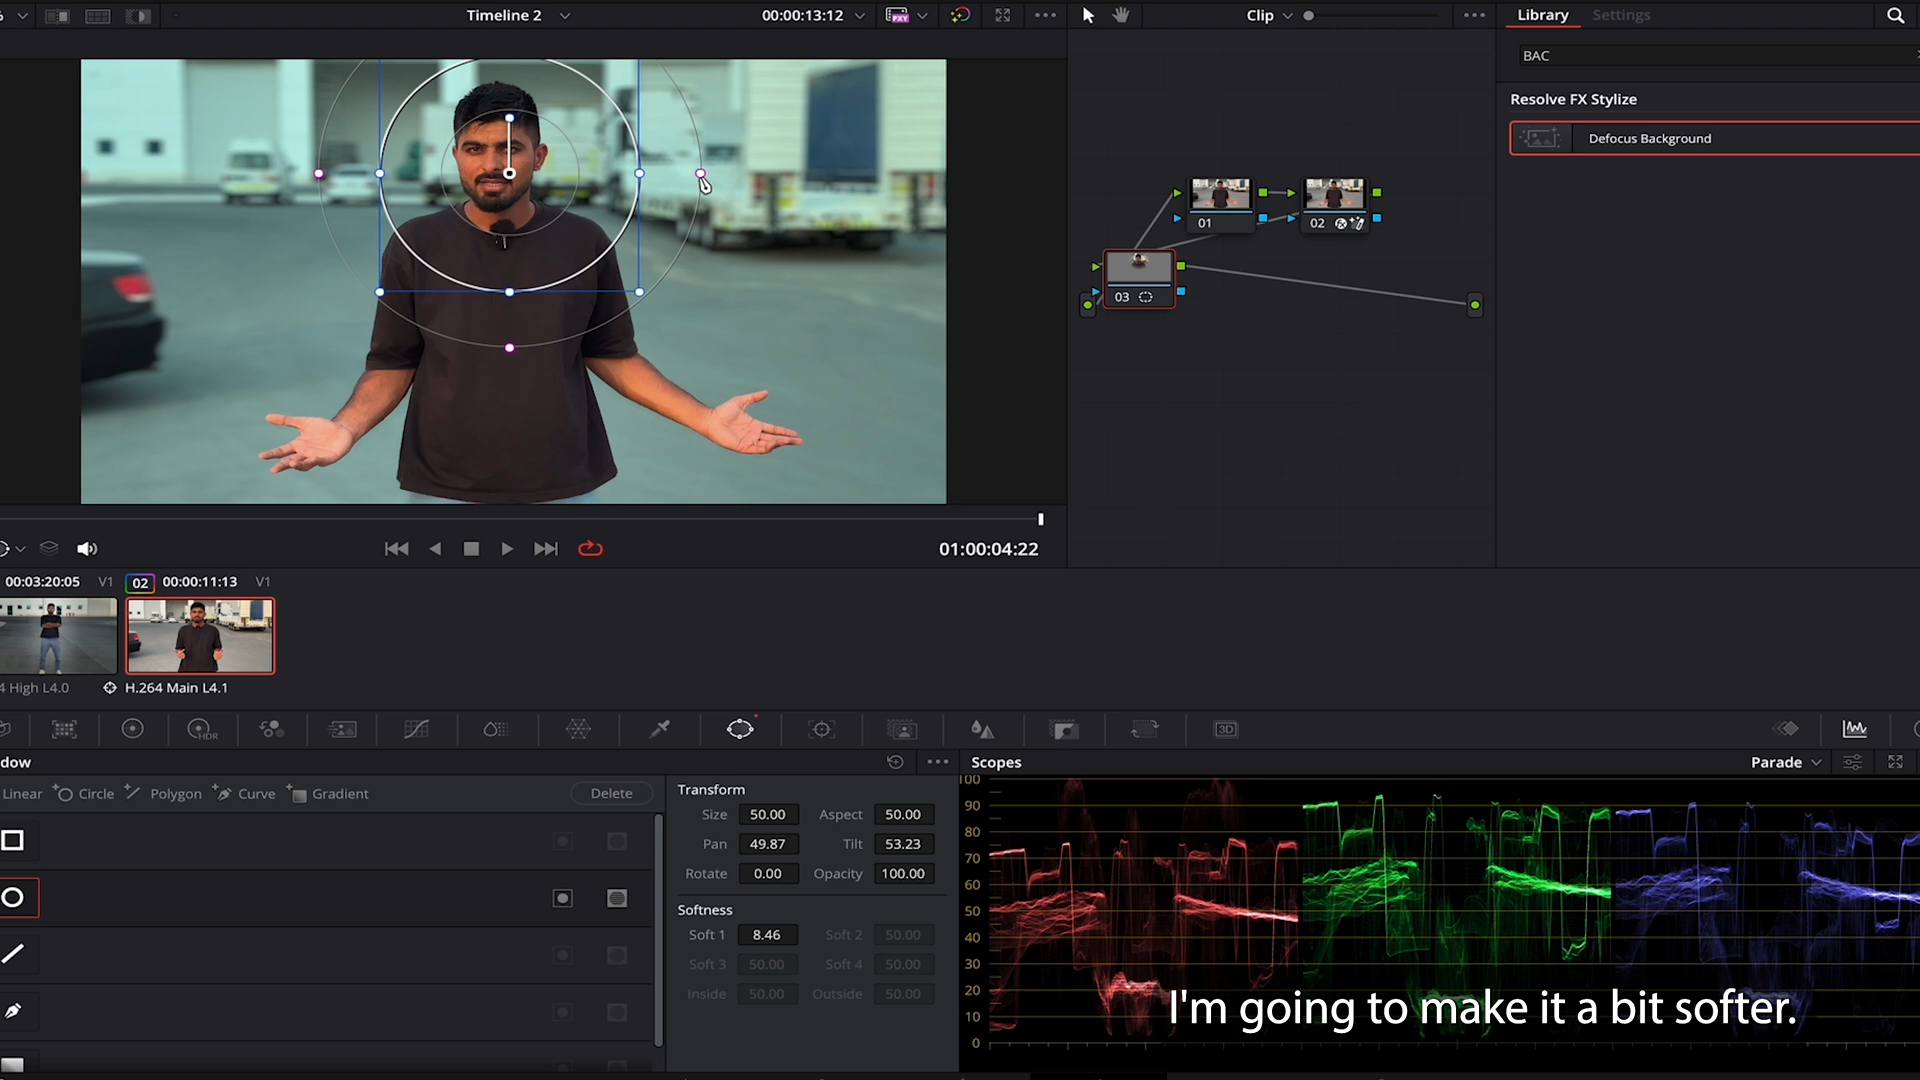 Timeline 2
00:00:13:12
PXY
Clip
Library
Settings
BAC
Resolve FX Stylize
Defocus Background
01
02
03
01:00:04:22
00:03:20:05 V1
02 00:00:11:13 V1
4 High L4.0
H.264 Main L4.1
HDR
3D
dow
Linear Circle Polygon Curve Gradient Delete
Transform
Size 50.00 Aspect 50.00
Pan 49.87 Tilt 53.23
Rotate 0.00 Opacity 100.00
Softness
Soft 1 8.46 Soft 2 50.00
Soft 3 50.00 Soft 4 50.00
Inside 50.00 Outside 50.00
Scopes
Parade
100
90
80
70
60
50
40
30
20
10
0
I'm going to make it a bit softer.